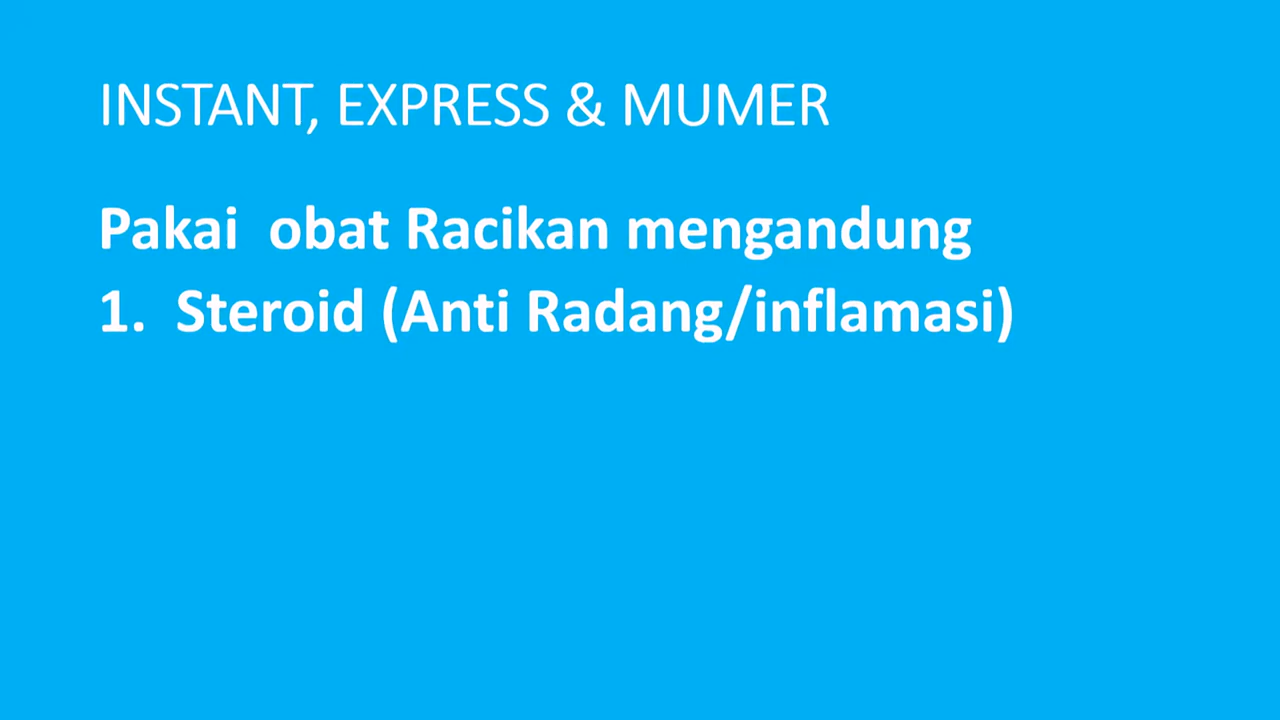 INSTANT, EXPRESS & MUMER
Pakai obat Racikan mengandung
1. Steroid (Anti Radang/inflamasi)